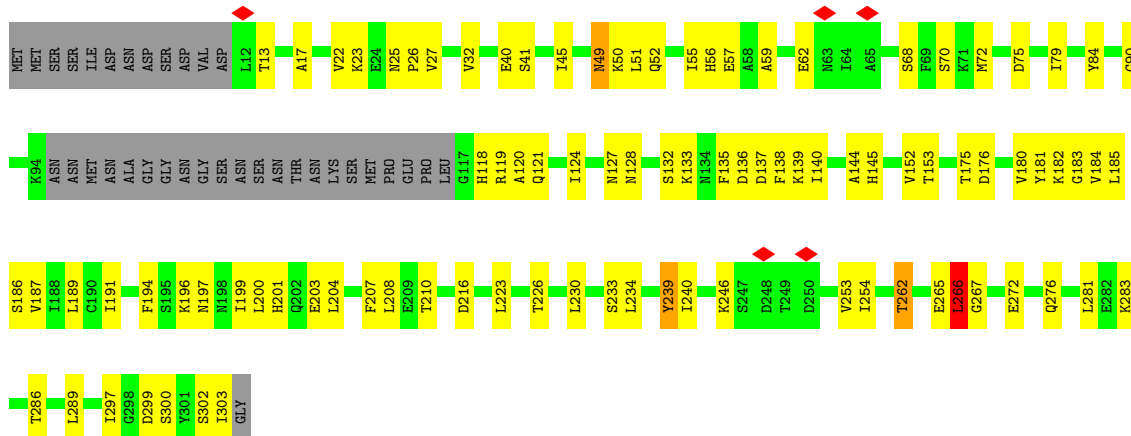 MET MET SER SER ILE ASP ASN ASP SER ASP VAL ASP L12 T13 A17 V22 K23 E24 N25 P26 V27 V32 E40 S41 I45 N49 K50 L51 Q52 I55 H56 E57 A58 A59 E62 N63 I64 A65 S68 F69 S70 K71 M72 D75 I79 Y84
K94 ASN ASN MET ASN ALA GLY GLY ASN GLY SER ASN SER ASN THR ASN LYS SER MET PRO GLU PRO LEU G117 H118 R119 A120 Q121 I124 N127 N128 S132 K133 N134 F135 D136 D137 F138 K139 I140 A144 H145 V152 T153 T175 D176 V180 Y181 K182 G183 V184 L185
S186 V187 I188 L189 C190 I191 F194 S195 K196 N197 N198 I199 L200 H201 Q202 E203 L204 F207 L208 E209 T210 D216 L223 T226 L230 S233 L234 Y239 I240 K246 S247 D248 T249 D250 V253 I254 T262 E265 L266 G267 E272 Q276 L281 E282 K283
T286 L289 I297 G298 D299 S300 Y301 S302 I303 GLY